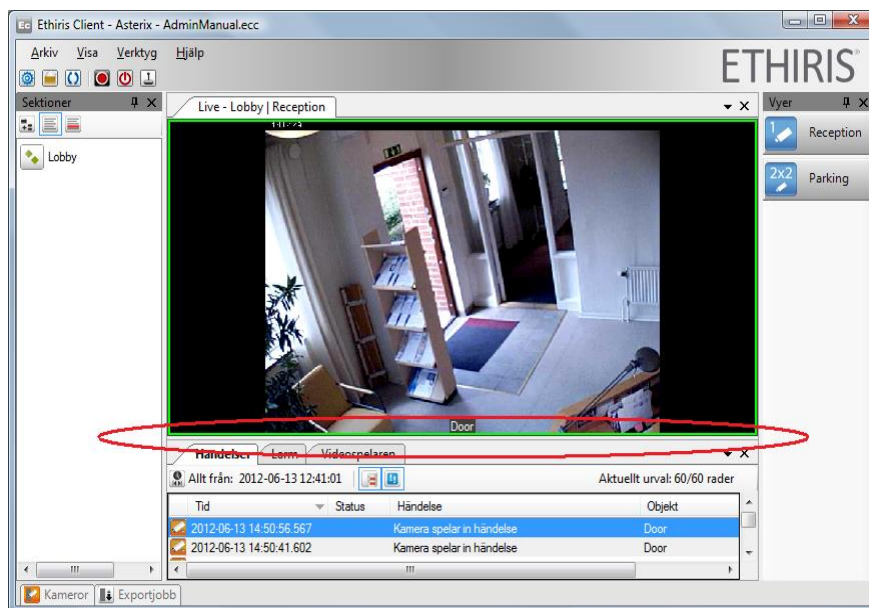 Ethiris Client - Asterix - AdminManual.ecc
Arkiv Visa Verktyg Hjälp
ETHIRIS
Sektioner
Live - Lobby | Reception
Vyer
Lobby
Reception
2x2
Parking
Door
Händelser Larm Videospelaren
Allt från: 2012-06-13 12:41:01
Aktuellt urval: 60/60 rader
Tid Status Händelse Objekt
2012-06-13 14:50:56.567 Kamera spelar in händelse Door
2012-06-13 14:50:41.602 Kamera spelar in händelse Door
Kameror Exportjobb